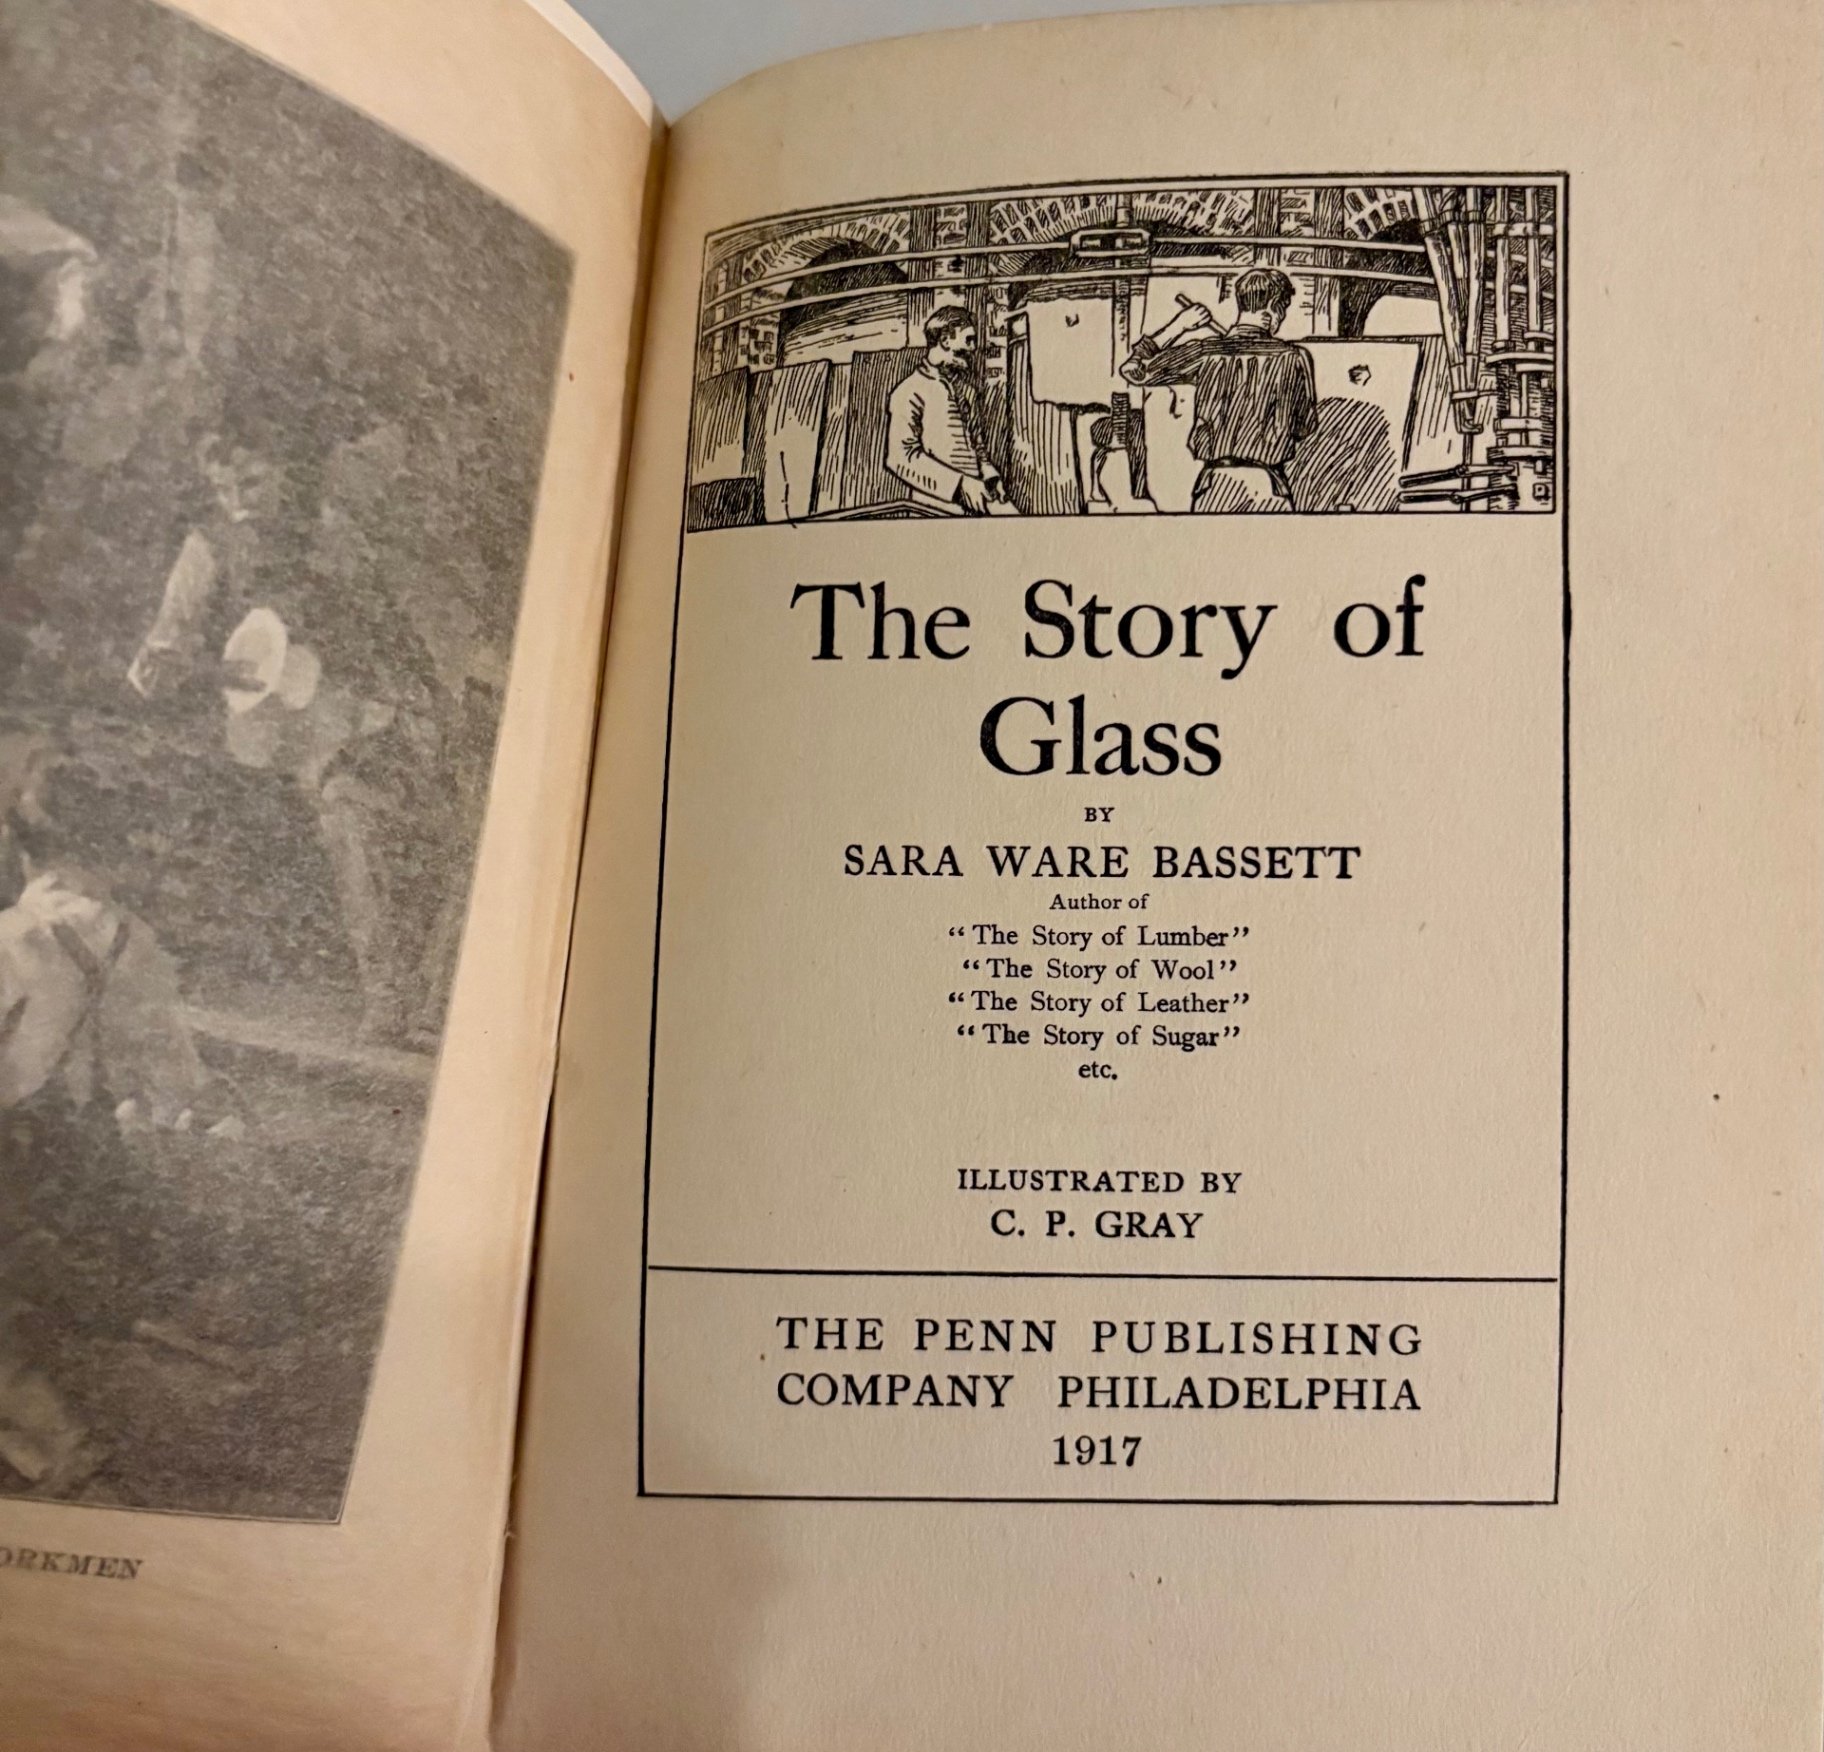 The Story of
Glass
BY
SARA WARE BASSETT
Author of
“The Story of Lumber”
“The Story of Wool”
“The Story of Leather”
“The Story of Sugar”
etc.
ILLUSTRATED BY
C. P. GRAY
THE PENN PUBLISHING
COMPANY PHILADELPHIA
1917
ORKMEN